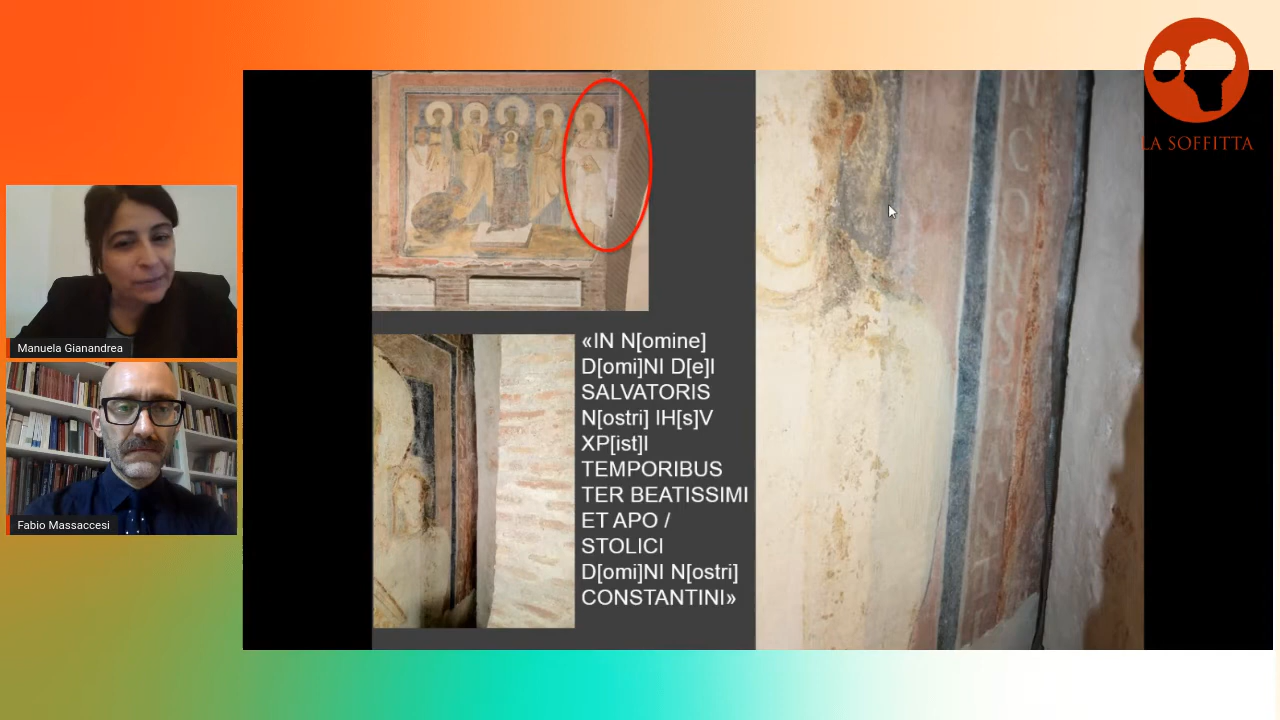 LA SOFFITTA
Manuela Gianandrea
Fabio Massaccesi
«IN N[omine]
D[omi]NI D[e]I
SALVATORIS
N[ostri] IH[s]V
XP[ist]I
TEMPORIBUS
TER BEATISSIMI
ET APO /
STOLICI
D[omi]NI N[ostri]
CONSTANTINI»
N
C
O
N
S
T
A